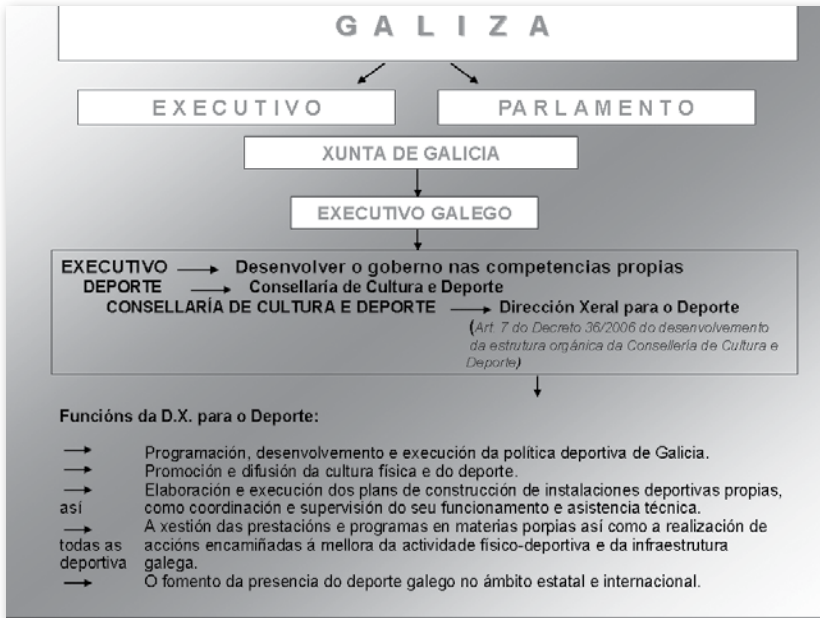 GALIZA
EXECUTIVO
PARLAMENTO
XUNTA DE GALICIA
EXECUTIVO GALEGO
EXECUTIVO → Desenvolver o goberno nas competencias propias
DEPORTE → Consellaría de Cultura e Deporte
CONSELLARÍA DE CULTURA E DEPORTE → Dirección Xeral para o Deporte
(Art. 7 do Decreto 36/2006 do desenvolvemento
da estrutura orgánica da Consellería de Cultura e
Deporte)
Funcións da D.X. para o Deporte:
→ Programación, desenvolvemento e execución da política deportiva de Galicia.
→ Promoción e difusión da cultura física e do deporte.
→ Elaboración e execución dos plans de construcción de instalaciones deportivas propias,
así como coordinación e supervisión do seu funcionamento e asistencia técnica.
→ A xestión das prestacións e programas en materias porpias así como a realización de
todas as accións encamiñadas á mellora da actividade físico-deportiva e da infraestrutura
deportiva galega.
→ O fomento da presencia do deporte galego no ámbito estatal e internacional.